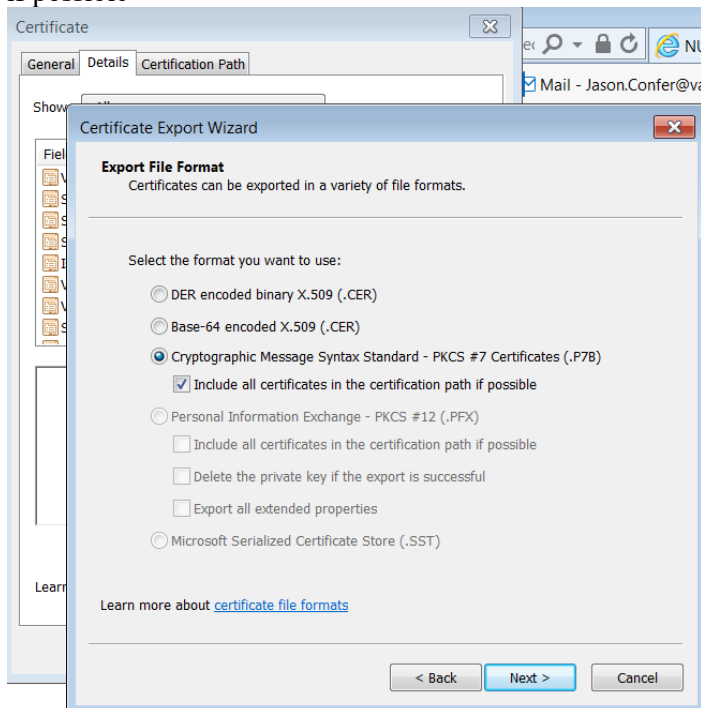 Certificate
NU
General Details Certification Path
Mail - Jason.Confer@va
Show
Certificate Export Wizard
Fiel
Export File Format
Certificates can be exported in a variety of file formats.
Select the format you want to use:
DER encoded binary X.509 (.CER)
Base-64 encoded X.509 (.CER)
Cryptographic Message Syntax Standard - PKCS #7 Certificates (.P7B)
Include all certificates in the certification path if possible
Personal Information Exchange - PKCS #12 (.PFX)
Include all certificates in the certification path if possible
Delete the private key if the export is successful
Export all extended properties
Microsoft Serialized Certificate Store (.SST)
Learn
Learn more about certificate file formats
< Back Next > Cancel